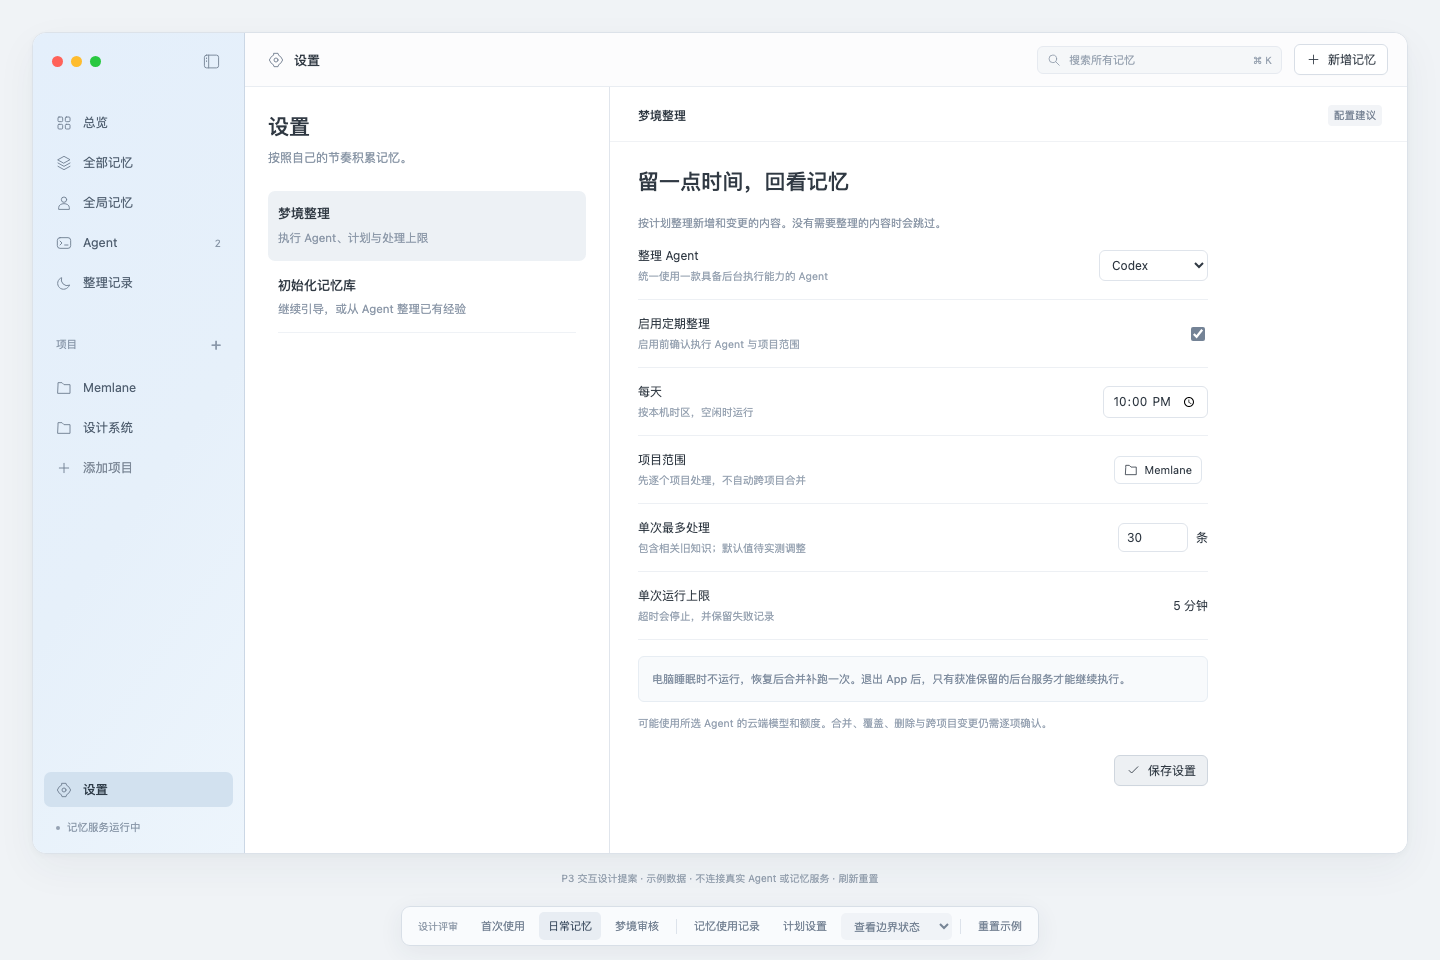 设置
搜索所有记忆
⌘ K
新增记忆
总览
全部记忆
全局记忆
Agent
2
整理记录
项目
Memlane
设计系统
添加项目
设置
记忆服务运行中
设置
按照自己的节奏积累记忆。
梦境整理
执行 Agent、计划与处理上限
初始化记忆库
继续引导，或从 Agent 整理已有经验
梦境整理
配置建议
留一点时间，回看记忆
按计划整理新增和变更的内容。没有需要整理的内容时会跳过。
整理 Agent
统一使用一款具备后台执行能力的 Agent
Codex
启用定期整理
启用前确认执行 Agent 与项目范围
每天
按本机时区，空闲时运行
10:00 PM
项目范围
先逐个项目处理，不自动跨项目合并
Memlane
单次最多处理
包含相关旧知识；默认值待实测调整
30
条
单次运行上限
超时会停止，并保留失败记录
5 分钟
电脑睡眠时不运行，恢复后合并补跑一次。退出 App 后，只有获准保留的后台服务才能继续执行。
可能使用所选 Agent 的云端模型和额度。合并、覆盖、删除与跨项目变更仍需逐项确认。
保存设置
P3 交互设计提案 · 示例数据 · 不连接真实 Agent 或记忆服务 · 刷新重置
设计评审
首次使用
日常记忆
梦境审核
记忆使用记录
计划设置
查看边界状态
重置示例